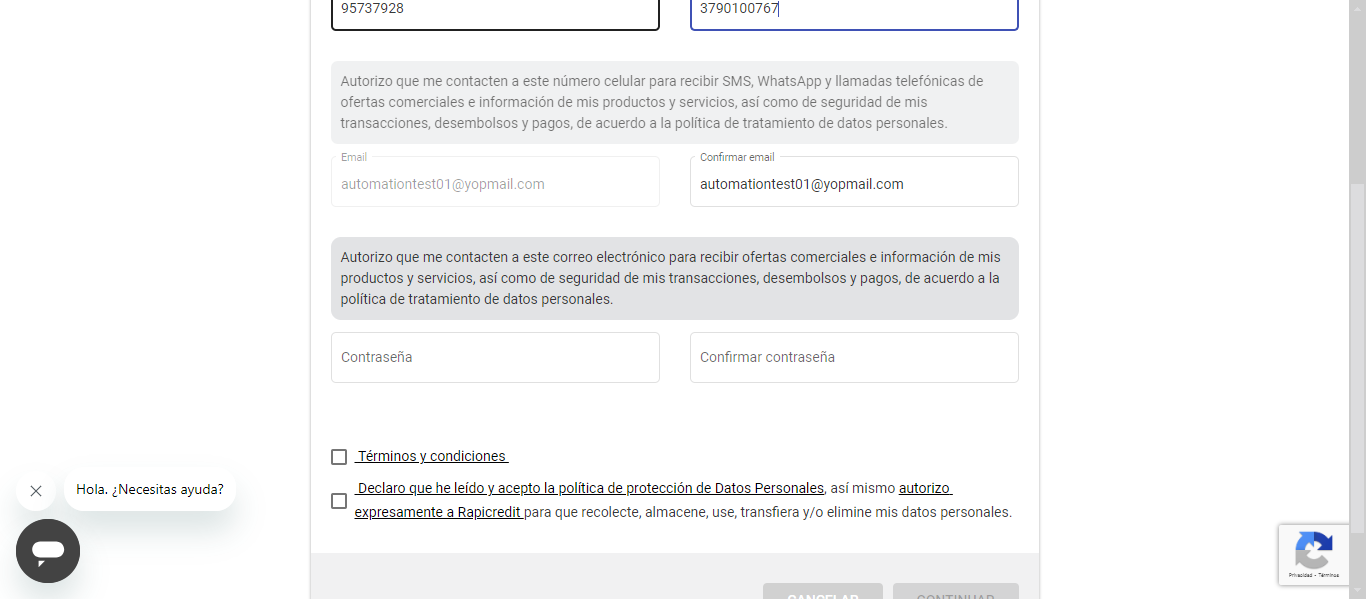 95737928
3790100767
Autorizo que me contacten a este número celular para recibir SMS, WhatsApp y llamadas telefónicas de
ofertas comerciales e información de mis productos y servicios, así como de seguridad de mis
transacciones, desembolsos y pagos, de acuerdo a la política de tratamiento de datos personales.
Email
automationtest01@yopmail.com
Confirmar email
automationtest01@yopmail.com
Autorizo que me contacten a este correo electrónico para recibir ofertas comerciales e información de mis
productos y servicios, así como de seguridad de mis transacciones, desembolsos y pagos, de acuerdo a la
política de tratamiento de datos personales.
Contraseña
Confirmar contraseña
Términos y condiciones
Declaro que he leído y acepto la política de protección de Datos Personales, así mismo autorizo
expresamente a Rapicredit para que recolecte, almacene, use, transfiera y/o elimine mis datos personales.
Hola. ¿Necesitas ayuda?
CANCELAR
CONTINUAR
Privacidad - Términos